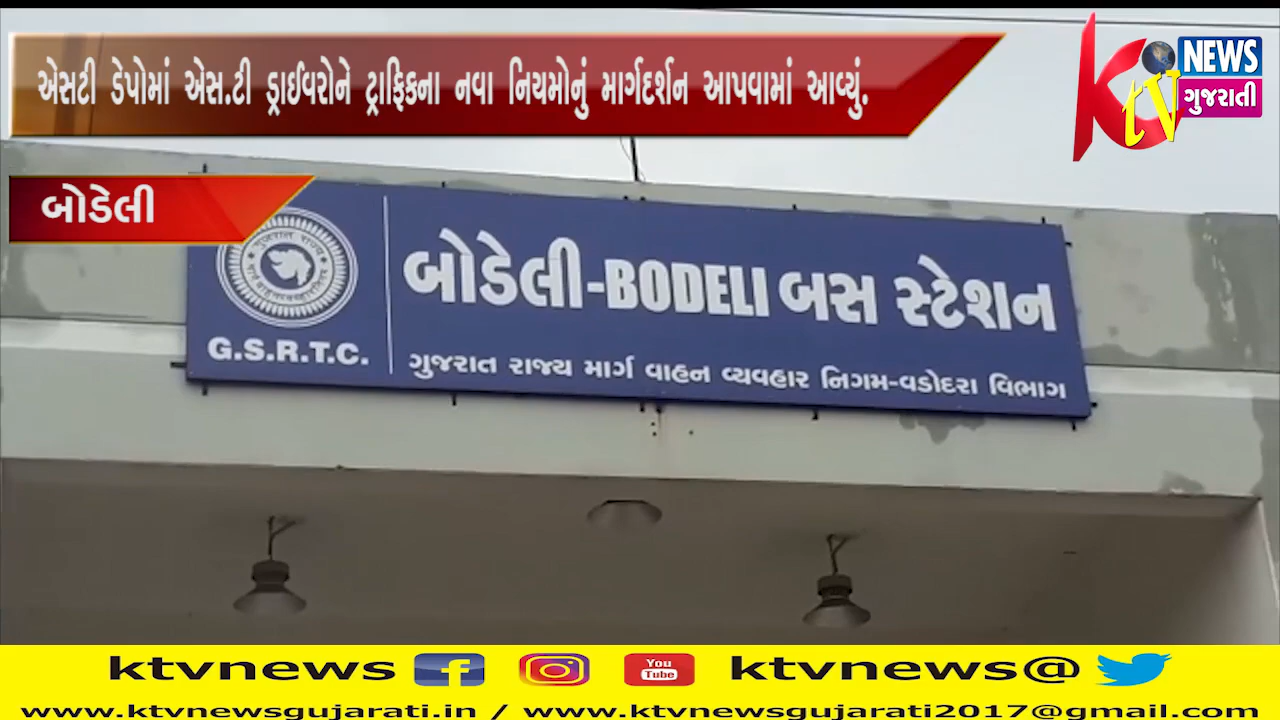 એસટી ડેપોમાં એસ.ટી ડ્રાઈવરોને ટ્રાફિકના નવા નિયમોનું માર્ગદર્શન આપવામાં આવ્યું.
K tv NEWS ગુજરાતી
બોડેલી
બોડેલી-BODELI બસ સ્ટેશન
G.S.R.T.C.
ગુજરાત રાજ્ય માર્ગ વાહન વ્યવહાર નિગમ-વડોદરા વિભાગ
ktvnews f You Tube ktvnews@
www.ktvnewsgujarati.in / www.ktvnewsgujarati2017@gmail.com